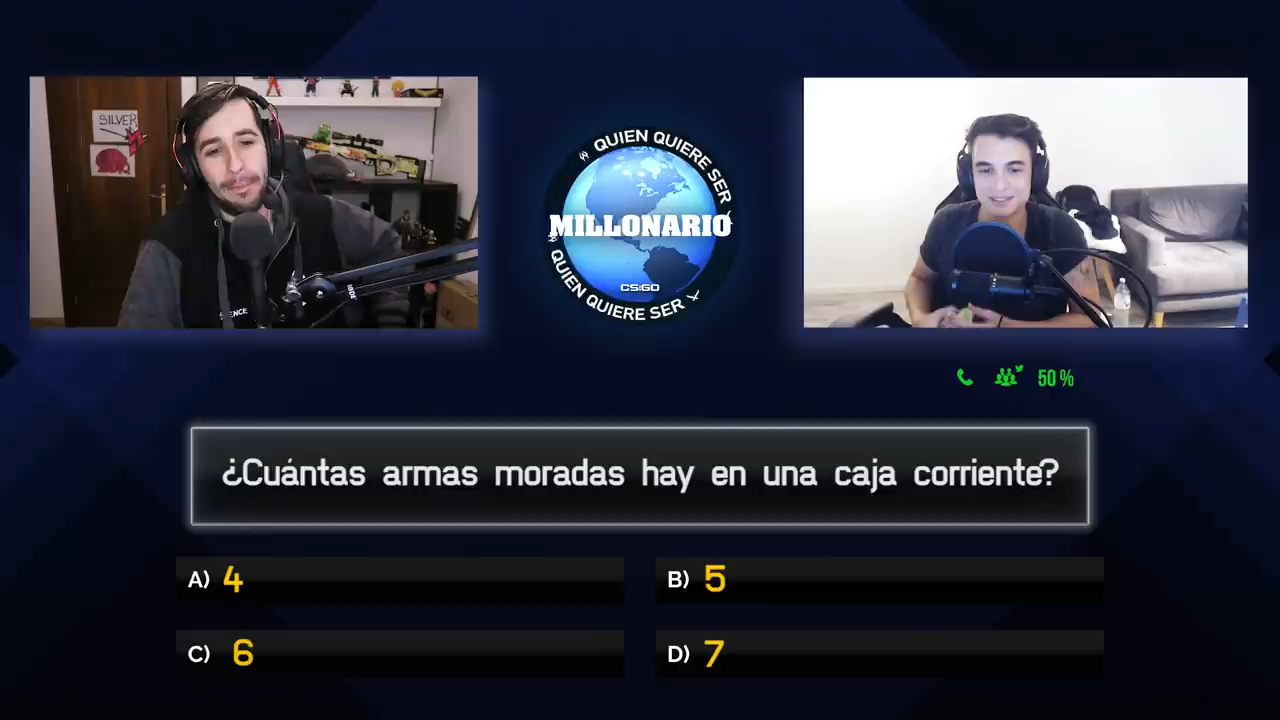 SILVER
QUIEN QUIERE SER
MILLONARIO
CS:GO
QUIEN QUIERE SER
50 %
¿Cuántas armas moradas hay en una caja corriente?
A) 4
B) 5
C) 6
D) 7